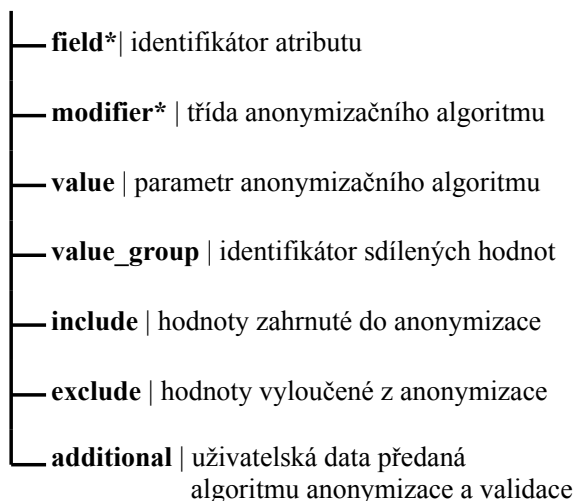 field*| identifikátor atributu
modifier* | třída anonymizačního algoritmu
value | parametr anonymizačního algoritmu
value_group | identifikátor sdílených hodnot
include | hodnoty zahrnuté do anonymizace
exclude | hodnoty vyloučené z anonymizace
additional | uživatelská data předaná
algoritmu anonymizace a validace